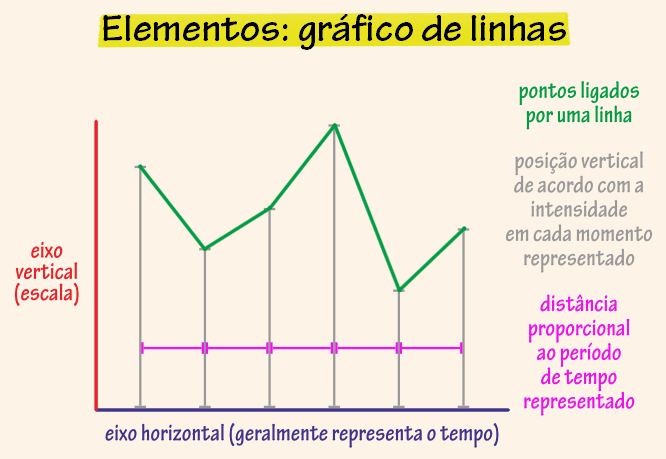 Elementos: gráfico de linhas
pontos ligados
por uma linha
posição vertical
de acordo com a
intensidade
em cada momento
representado
eixo
vertical
(escala)
distância
proporcional
ao período
de tempo
representado
eixo horizontal (geralmente representa o tempo)